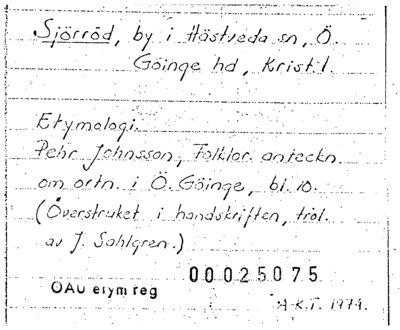 Sjörröd, by i Hästveda sn, Ö.
Göinge hd, Krist. l.
Etymologi.
Pehr Johnsson, Folklor. anteckn.
om ortn. i Ö. Göinge, bl. 10.
(Överstruket i handskriften, trol.
av J. Sahlgren.)
00025075
OAU etym reg
A-K.T. 1974.